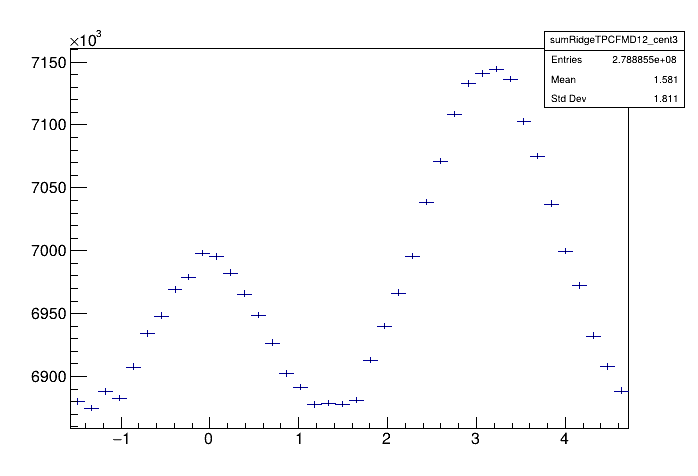 ×10³
sumRidgeTPCFMD12_cent3
Entries 2.788855e+08
Mean 1.581
Std Dev 1.811
7150
7100
7050
7000
6950
6900
−1 0 1 2 3 4